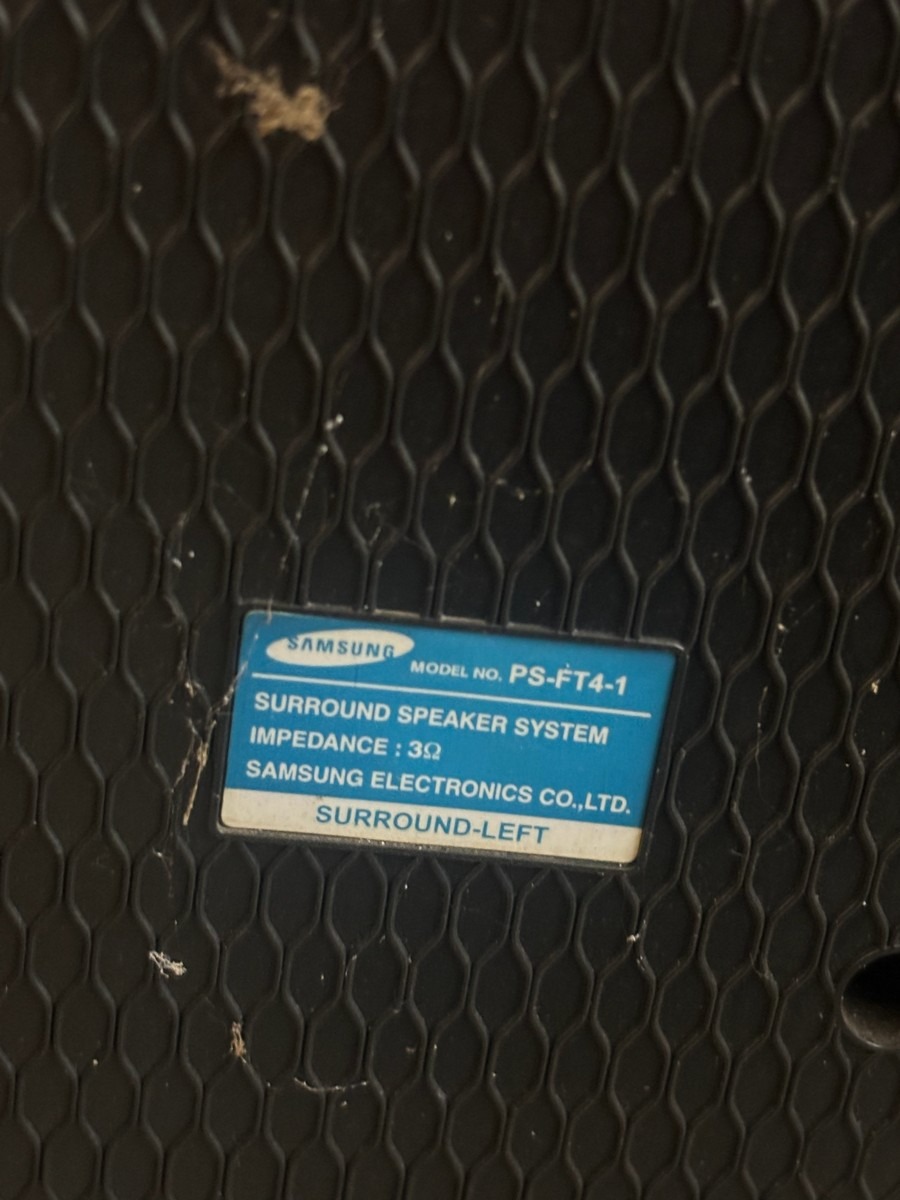 SAMSUNG
MODEL NO. PS-FT4-1
SURROUND SPEAKER SYSTEM
IMPEDANCE : 3Ω
SAMSUNG ELECTRONICS CO.,LTD.
SURROUND-LEFT